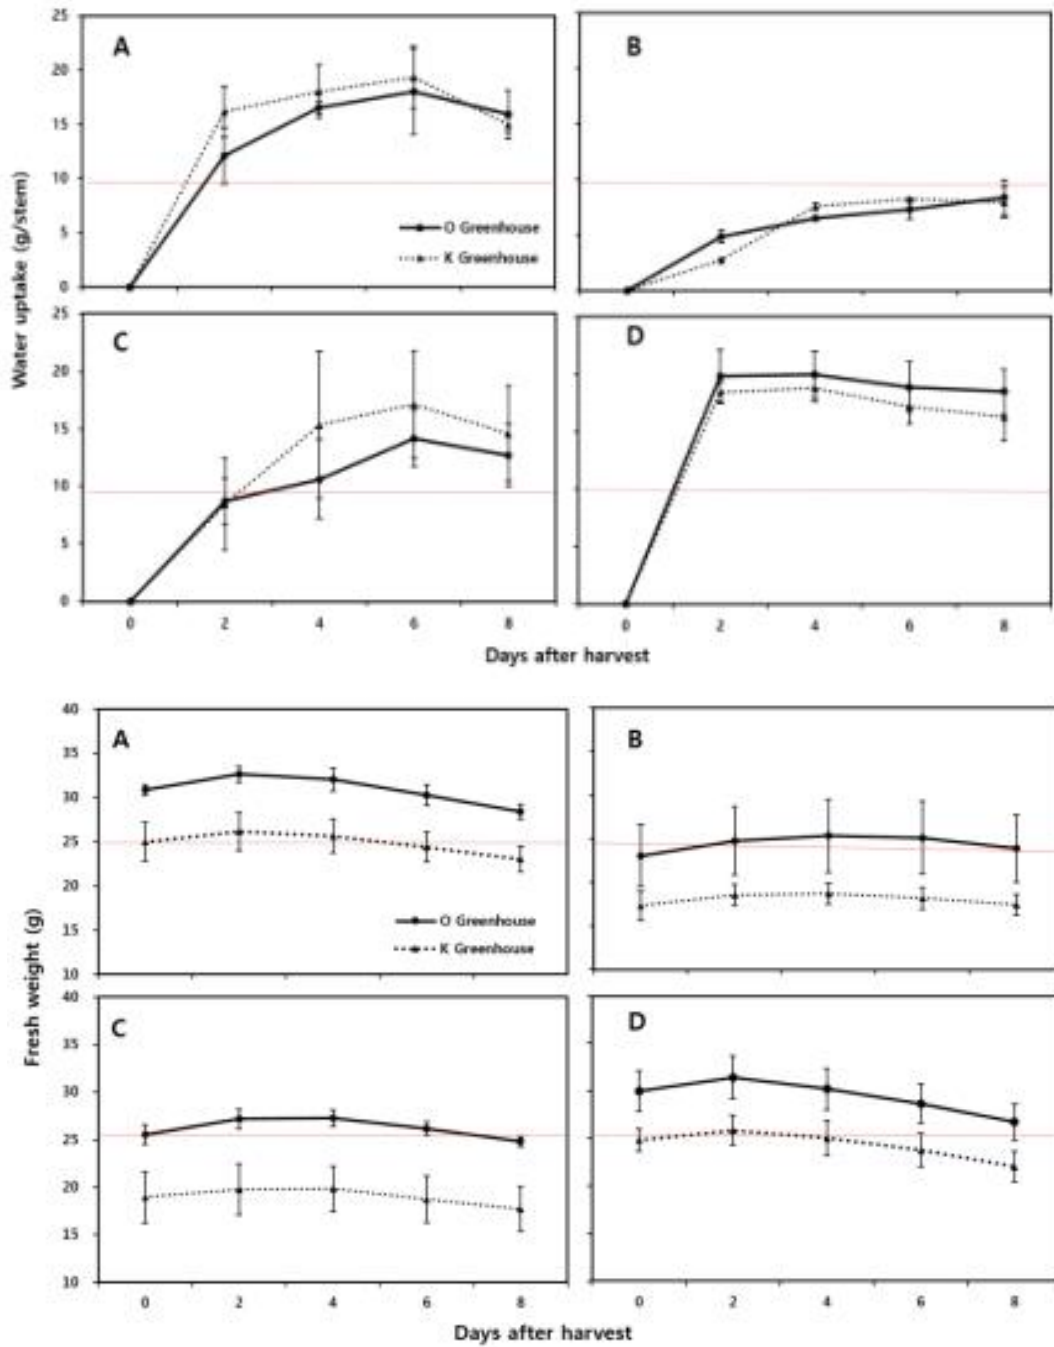 25
A
B
20
15
10
5
0
O Greenhouse
K Greenhouse
Water uptake (g/stem)
25
C
D
20
15
10
5
0
0 2 4 6 8 0 2 4 6 8
Days after harvest
40
A
B
35
30
25
20
15
10
O Greenhouse
K Greenhouse
Fresh weight (g)
40
C
D
35
30
25
20
15
10
0 2 4 6 8 0 2 4 6 8
Days after harvest